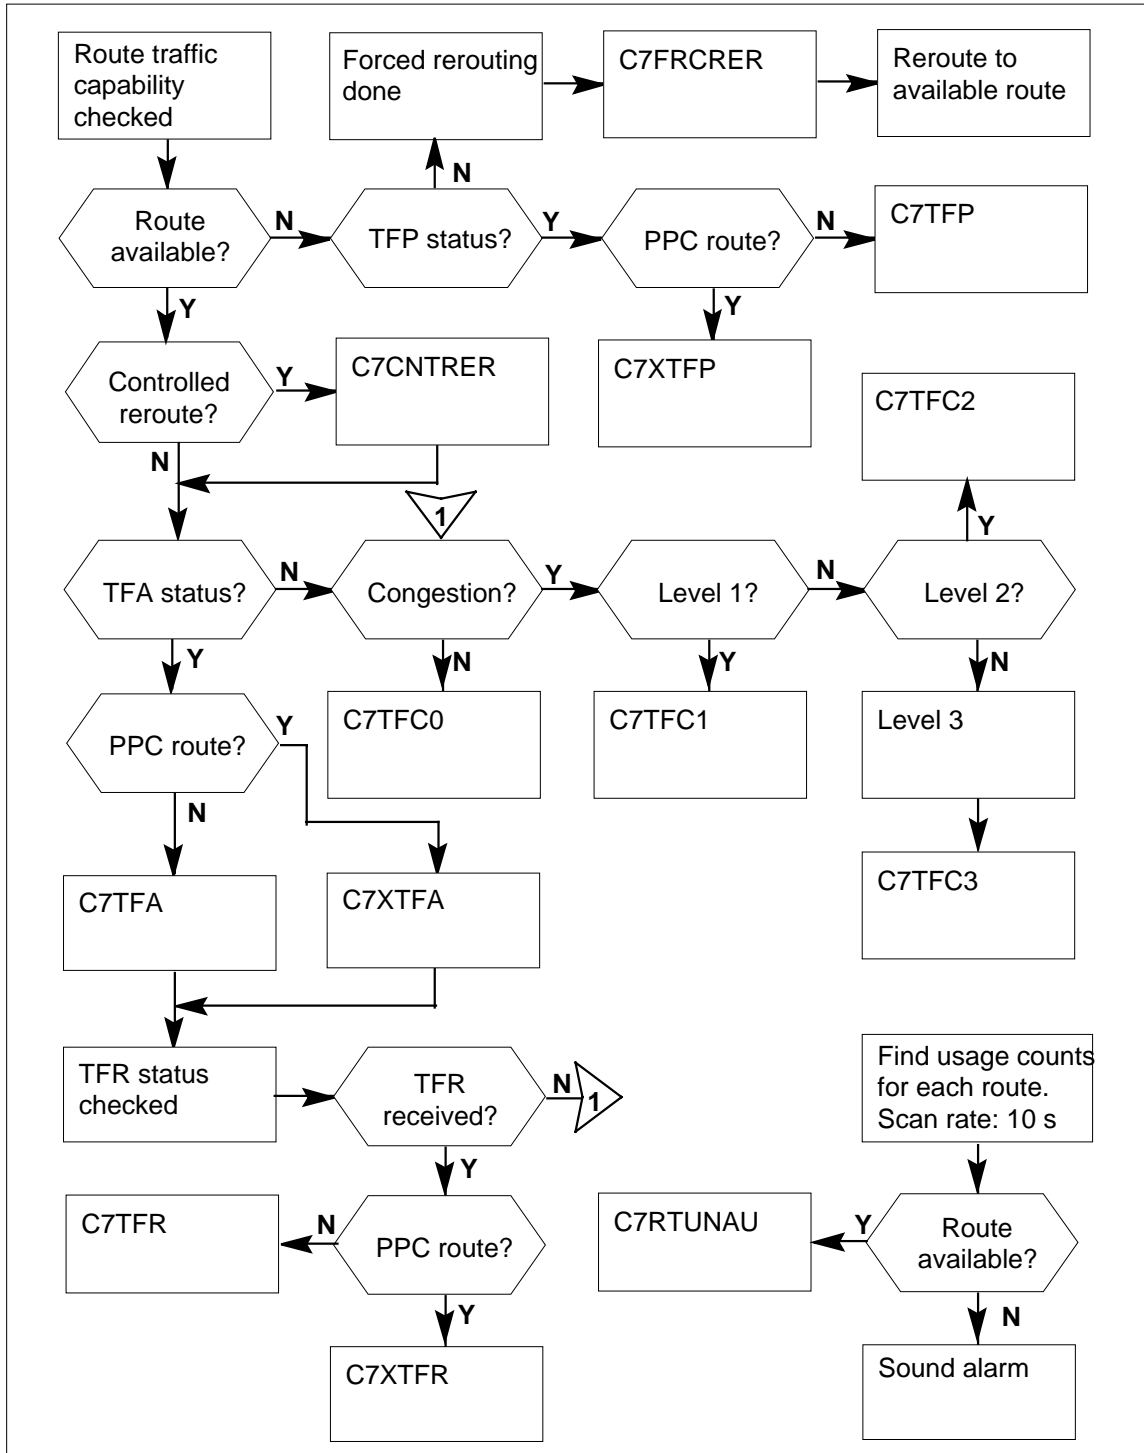 Route traffic
capability
checked
Forced rerouting
done
C7FRCRER
Reroute to
available route
N
Route
available?
N
TFP status?
Y
PPC route?
N
C7TFP
Y
Y
Controlled
reroute?
Y
C7CNTRER
C7XTFP
C7TFC2
N
1
Y
TFA status?
N
Congestion?
Y
Level 1?
N
Level 2?
Y
N
Y
N
PPC route?
Y
C7TFC0
C7TFC1
Level 3
N
C7TFA
C7XTFA
C7TFC3
TFR status
checked
TFR
received?
N
1
Find usage counts
for each route.
Scan rate: 10 s
Y
C7TFR
N
PPC route?
C7RTUNAU
Y
Route
available?
Y
N
C7XTFR
Sound alarm